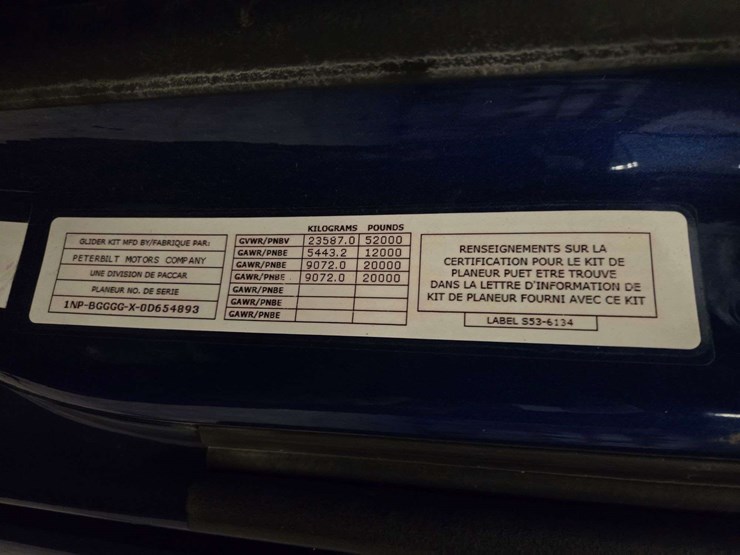 GLIDER KIT MFD BY/FABRIQUE PAR:
PETERBILT MOTORS COMPANY
UNE DIVISION DE PACCAR
PLANEUR NO. DE SERIE
1NP-BGGGG-X-0D654893
KILOGRAMS POUNDS
GVWR/PNBV 23587.0 52000
GAWR/PNBE 5443.2 12000
GAWR/PNBE 9072.0 20000
GAWR/PNBE 9072.0 20000
GAWR/PNBE
GAWR/PNBE
GAWR/PNBE
RENSEIGNEMENTS SUR LA
CERTIFICATION POUR LE KIT DE
PLANEUR PUET ETRE TROUVE
DANS LA LETTRE D'INFORMATION DE
KIT DE PLANEUR FOURNI AVEC CE KIT
LABEL S53-6134